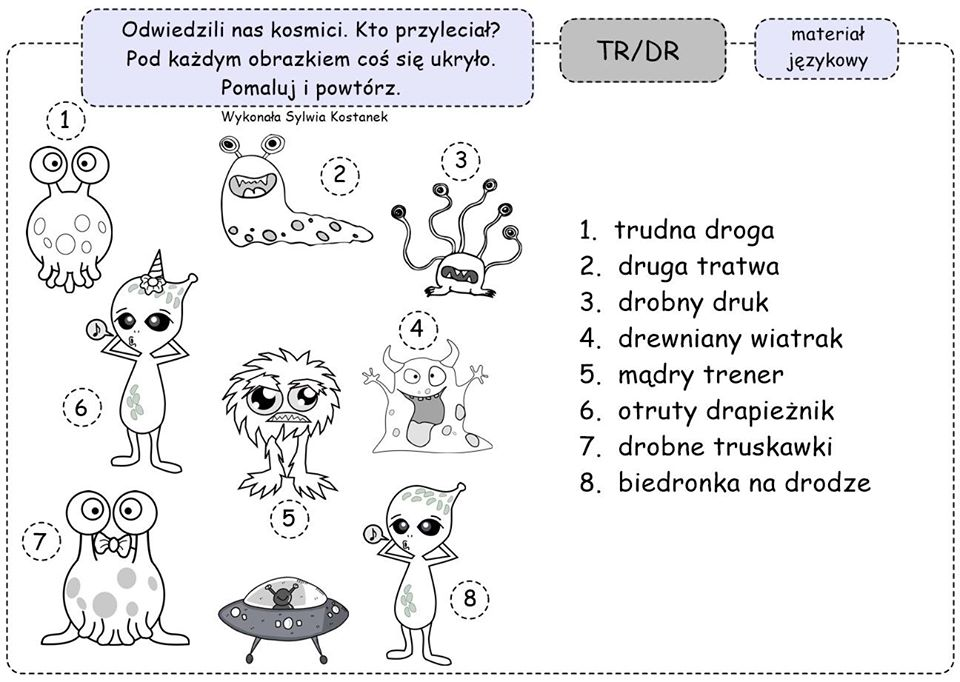 Odwiedzili nas kosmici. Kto przyleciał?
Pod każdym obrazkiem coś się ukryło.
Pomaluj i powtórz.
TR/DR
materiał
językowy
Wykonała Sylwia Kostanek
1
2
3
4
5
6
7
8
1. trudna droga
2. druga tratwa
3. drobny druk
4. drewniany wiatrak
5. mądry trener
6. otruty drapieżnik
7. drobne truskawki
8. biedronka na drodze